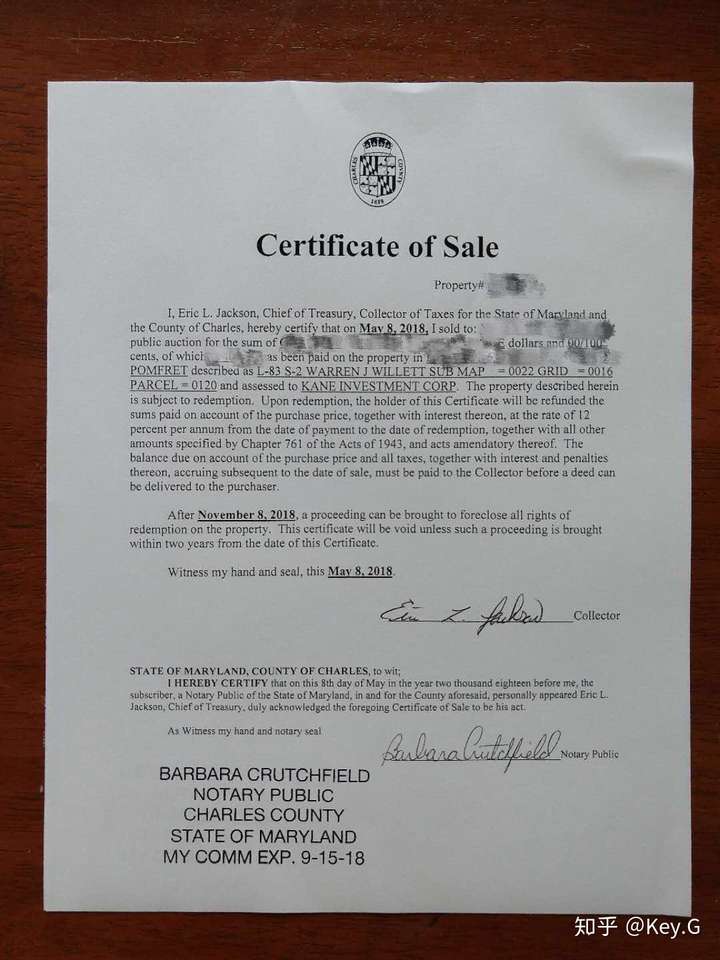 CHARLES COUNTY
1658
Certificate of Sale
Property#
I, Eric L. Jackson, Chief of Treasury, Collector of Taxes for the State of Maryland and
the County of Charles, hereby certify that on May 8, 2018, I sold to:
public auction for the sum of dollars and 00/100
cents, of which as been paid on the property in
POMFRET described as L-83 S-2 WARREN J WILLETT SUB MAP = 0022 GRID = 0016
PARCEL = 0120 and assessed to KANE INVESTMENT CORP. The property described herein
is subject to redemption. Upon redemption, the holder of this Certificate will be refunded the
sums paid on account of the purchase price, together with interest thereon, at the rate of 12
percent per annum from the date of payment to the date of redemption, together with all other
amounts specified by Chapter 761 of the Acts of 1943, and acts amendatory thereof. The
balance due on account of the purchase price and all taxes, together with interest and penalties
thereon, accruing subsequent to the date of sale, must be paid to the Collector before a deed can
be delivered to the purchaser.
After November 8, 2018, a proceeding can be brought to foreclose all rights of
redemption on the property. This certificate will be void unless such a proceeding is brought
within two years from the date of this Certificate.
Witness my hand and seal, this May 8, 2018.
Eric L. Jackson Collector
STATE OF MARYLAND, COUNTY OF CHARLES, to wit;
I HEREBY CERTIFY that on this 8th day of May in the year two thousand eighteen before me, the
subscriber, a Notary Public of the State of Maryland, in and for the County aforesaid, personally appeared Eric L.
Jackson, Chief of Treasury, duly acknowledged the foregoing Certificate of Sale to be his act.
As Witness my hand and notary seal
Barbara Crutchfield Notary Public
BARBARA CRUTCHFIELD
NOTARY PUBLIC
CHARLES COUNTY
STATE OF MARYLAND
MY COMM EXP. 9-15-18
知乎 @Key.G